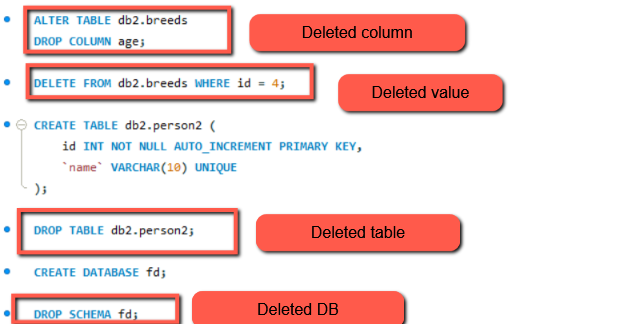 ALTER TABLE db2.breeds
DROP COLUMN age;
Deleted column
DELETE FROM db2.breeds WHERE id = 4;
Deleted value
CREATE TABLE db2.person2 (
id INT NOT NULL AUTO_INCREMENT PRIMARY KEY,
`name` VARCHAR(10) UNIQUE
);
DROP TABLE db2.person2;
Deleted table
CREATE DATABASE fd;
DROP SCHEMA fd;
Deleted DB